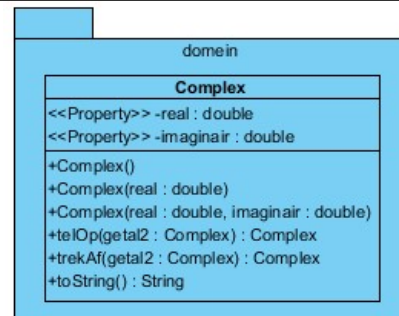 domein
Complex
<<Property>> -real : double
<<Property>> -imaginair : double
+Complex()
+Complex(real : double)
+Complex(real : double, imaginair : double)
+telOp(getal2 : Complex) : Complex
+trekAf(getal2 : Complex) : Complex
+toString() : String